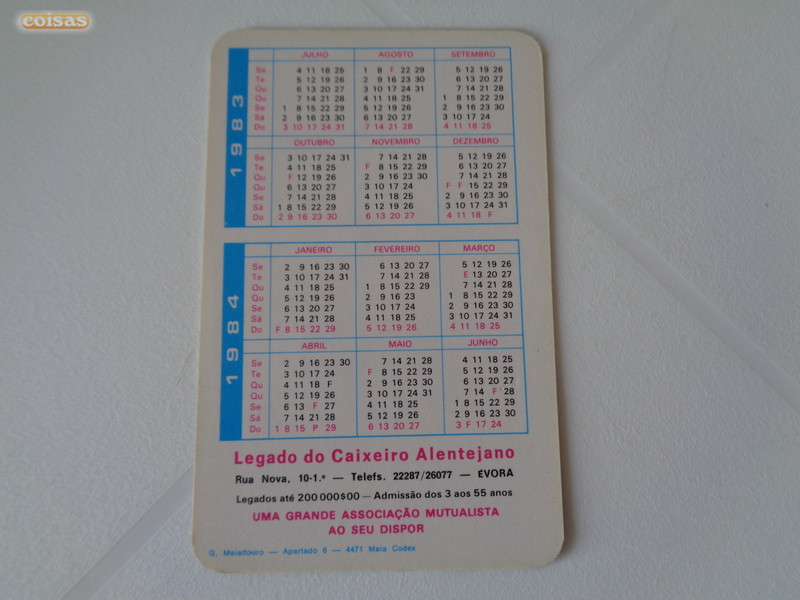 coisas
1983
JULHO AGOSTO SETEMBRO
Se 4 11 18 25 1 8 F 22 29 5 12 19 26
Te 5 12 19 26 2 9 16 23 30 6 13 20 27
Qu 6 13 20 27 3 10 17 24 31 7 14 21 28
Qu 7 14 21 28 4 11 18 25 1 8 15 22 29
Se 1 8 15 22 29 5 12 19 26 2 9 16 23 30
Sá 2 9 16 23 30 6 13 20 27 3 10 17 24
Do 3 10 17 24 31 7 14 21 28 4 11 18 25
OUTUBRO NOVEMBRO DEZEMBRO
Se 3 10 17 24 31 7 14 21 28 5 12 19 26
Te 4 11 18 25 F 8 15 22 29 6 13 20 27
Qu F 12 19 26 2 9 16 23 30 7 14 21 28
Qu 6 13 20 27 3 10 17 24 F F 15 22 29
Se 7 14 21 28 4 11 18 25 2 9 16 23 30
Sá 1 8 15 22 29 5 12 19 26 3 10 17 24 31
Do 2 9 16 23 30 6 13 20 27 4 11 18 F
1984
JANEIRO FEVEREIRO MARÇO
Se 2 9 16 23 30 6 13 20 27 5 12 19 26
Te 3 10 17 24 31 7 14 21 28 E 13 20 27
Qu 4 11 18 25 1 8 15 22 29 7 14 21 28
Qu 5 12 19 26 2 9 16 23 1 8 15 22 29
Se 6 13 20 27 3 10 17 24 2 9 16 23 30
Sá 7 14 21 28 4 11 18 25 3 10 17 24 31
Do F 8 15 22 29 5 12 19 26 4 11 18 25
ABRIL MAIO JUNHO
Se 2 9 16 23 30 7 14 21 28 4 11 18 25
Te 3 10 17 24 F 8 15 22 29 5 12 19 26
Qu 4 11 18 F 2 9 16 23 30 6 13 20 27
Qu 5 12 19 26 3 10 17 24 31 7 14 F 28
Se 6 13 F 27 4 11 18 25 1 8 15 22 29
Sá 7 14 21 28 5 12 19 26 2 9 16 23 30
Do 1 8 15 P 29 6 13 20 27 3 F 17 24
Legado do Caixeiro Alentejano
Rua Nova, 10-1.º — Telefs. 22287/26077 — ÉVORA
Legados até 200 000$00 — Admissão dos 3 aos 55 anos
UMA GRANDE ASSOCIAÇÃO MUTUALISTA
AO SEU DISPOR
G. Maiadouro — Apartado 6 — 4471 Maia Codex